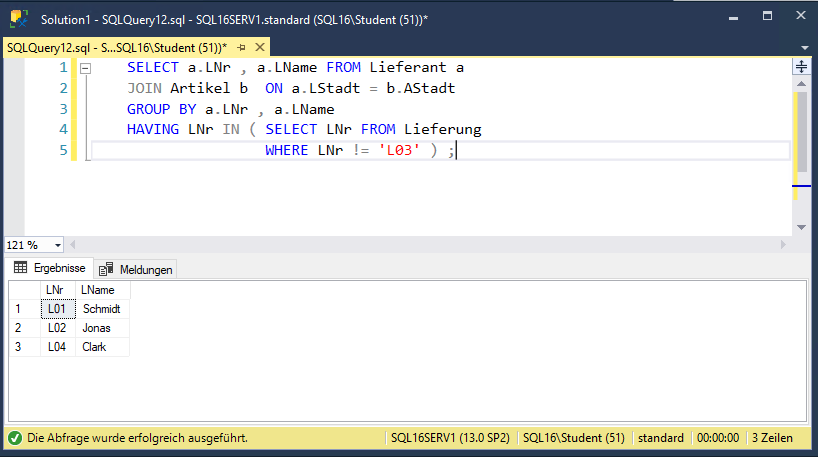 Solution1 - SQLQuery12.sql - SQL16SERV1.standard (SQL16\Student (51))*
SQLQuery12.sql - S...SQL16\Student (51))*
1 SELECT a.LNr , a.LName FROM Lieferant a
2 JOIN Artikel b  ON a.LStadt = b.AStadt
3 GROUP BY a.LNr , a.LName
4 HAVING LNr IN ( SELECT LNr FROM Lieferung
5 WHERE LNr != 'L03' ) ;
121 %
Ergebnisse Meldungen
LNr LName
1 L01 Schmidt
2 L02 Jonas
3 L04 Clark
Die Abfrage wurde erfolgreich ausgeführt. SQL16SERV1 (13.0 SP2) SQL16\Student (51) standard 00:00:00 3 Zeilen